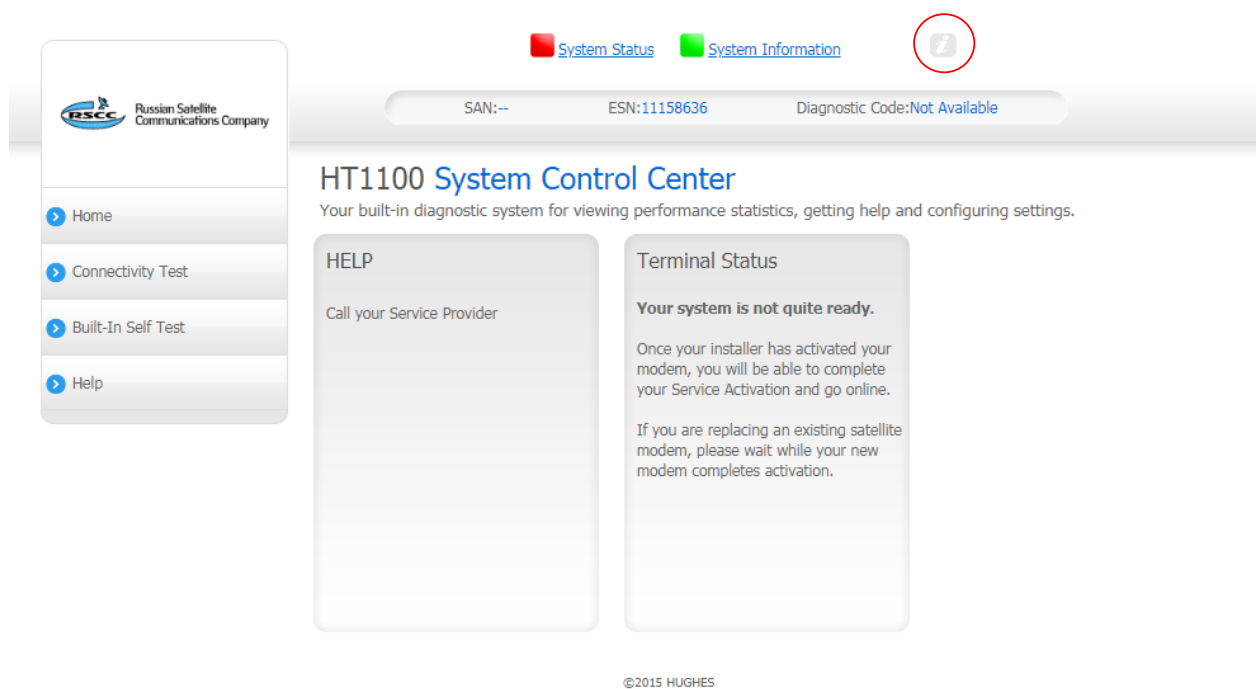 System Status System Information
RSCC Russian Satellite
Communications Company
SAN:-- ESN:11158636 Diagnostic Code:Not Available
HT1100 System Control Center
Your built-in diagnostic system for viewing performance statistics, getting help and configuring settings.
Home
Connectivity Test
Built-In Self Test
Help
HELP
Call your Service Provider
Terminal Status
Your system is not quite ready.
Once your installer has activated your
modem, you will be able to complete
your Service Activation and go online.
If you are replacing an existing satellite
modem, please wait while your new
modem completes activation.
©2015 HUGHES